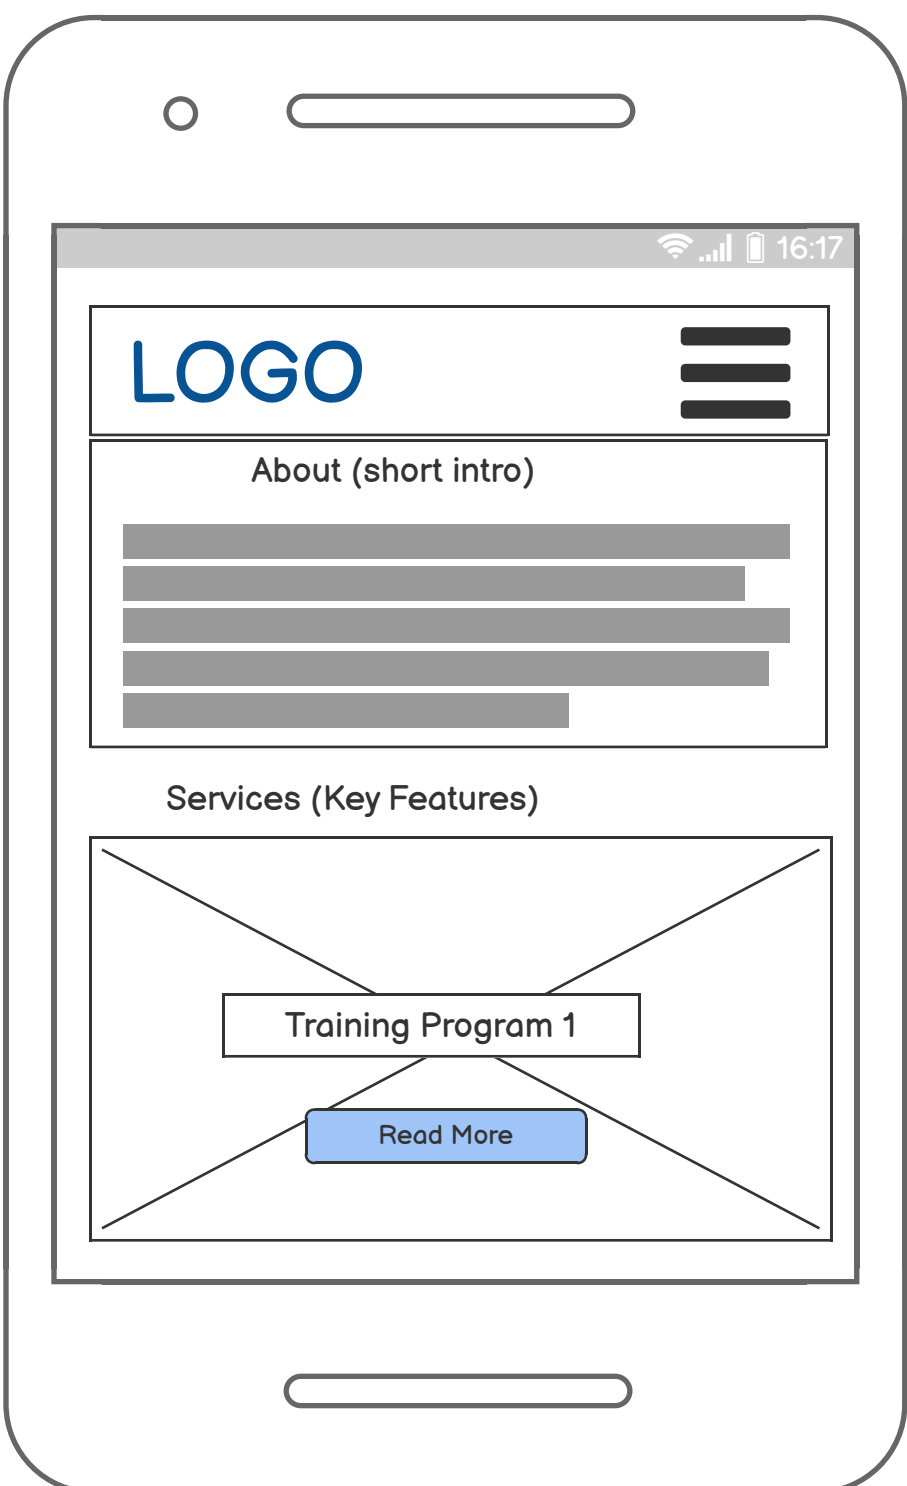 16:17
LOGO
About (short intro)
Services (Key Features)
Training Program 1
Read More